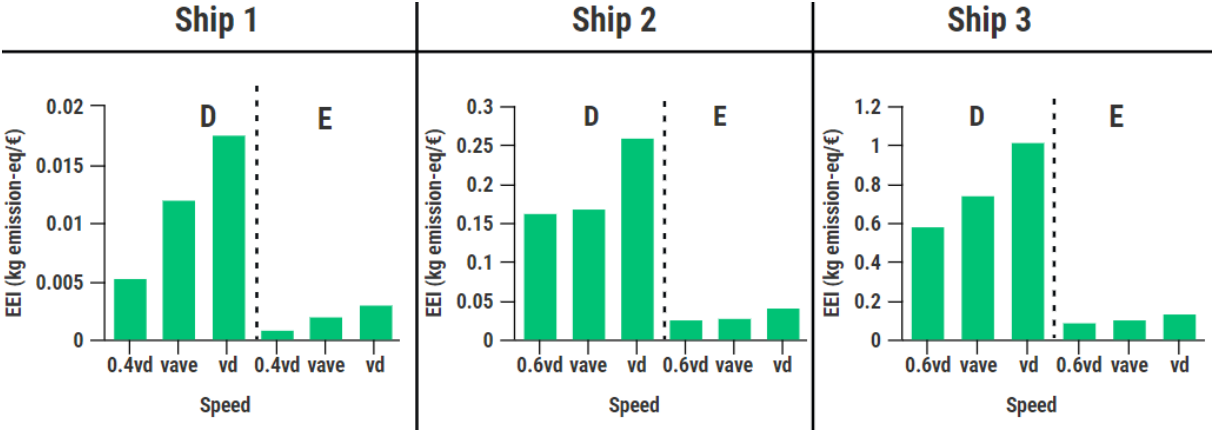 Ship 1
Ship 2
Ship 3
EEI (kg emission-eq/€)
0.02
0.015
0.01
0.005
0
D
E
0.4vd vave vd 0.4vd vave vd
Speed
EEI (kg emission-eq/€)
0.3
0.25
0.2
0.15
0.1
0.05
0
D
E
0.6vd vave vd 0.6vd vave vd
Speed
EEI (kg emission-eq/€)
1.2
1
0.8
0.6
0.4
0.2
0
D
E
0.6vd vave vd 0.6vd vave vd
Speed